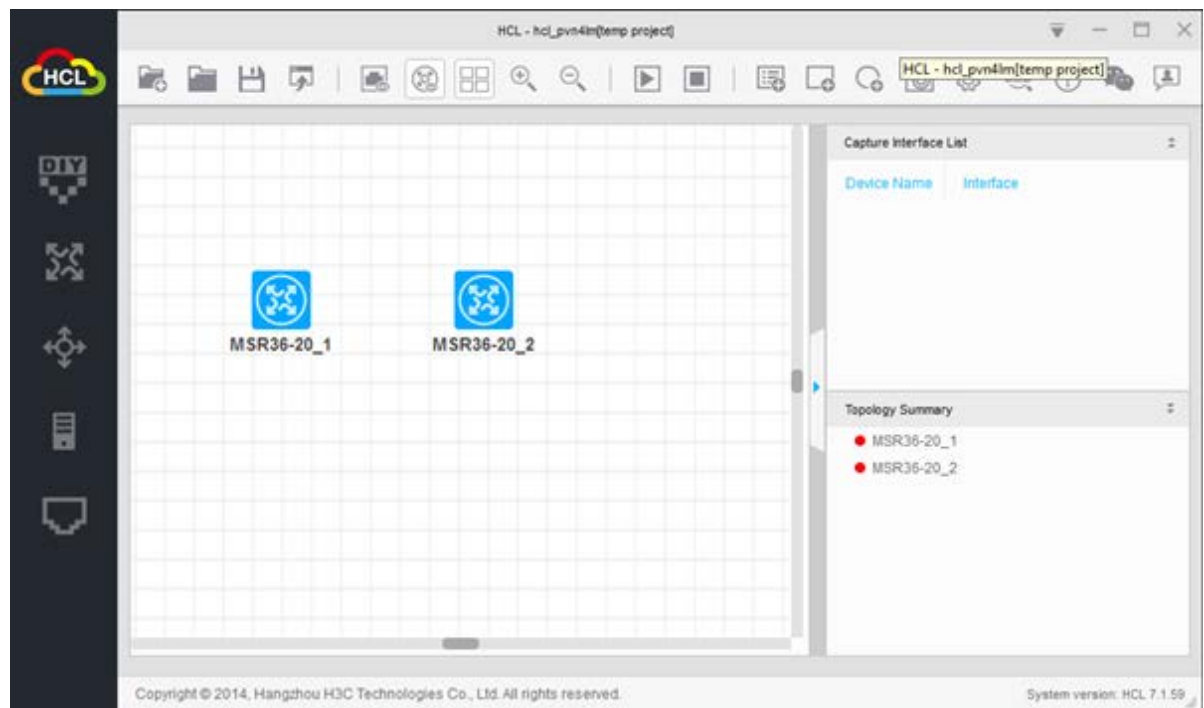 HCL - hcl_pvn4lm[temp project]
HCL
HCL - hcl_pvn4lm[temp project]
DIY
Capture Interface List
Device Name Interface
MSR36-20_1 MSR36-20_2
Topology Summary
MSR36-20_1
MSR36-20_2
Copyright © 2014, Hangzhou H3C Technologies Co., Ltd. All rights reserved. System version: HCL 7.1.59